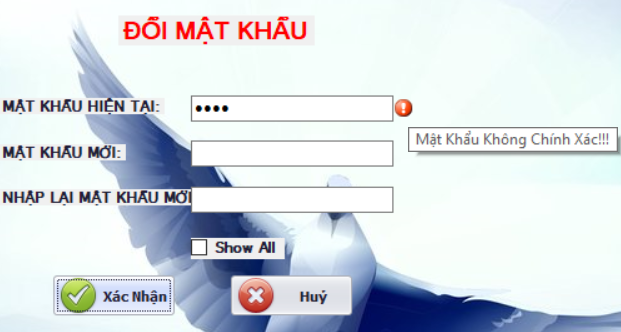 ĐỔI MẬT KHẨU
MẬT KHẨU HIỆN TẠI:
Mật Khẩu Không Chính Xác!!!
MẬT KHẨU MỚI:
NHẬP LẠI MẬT KHẨU MỚI
Show All
Xác Nhận
Huỷ